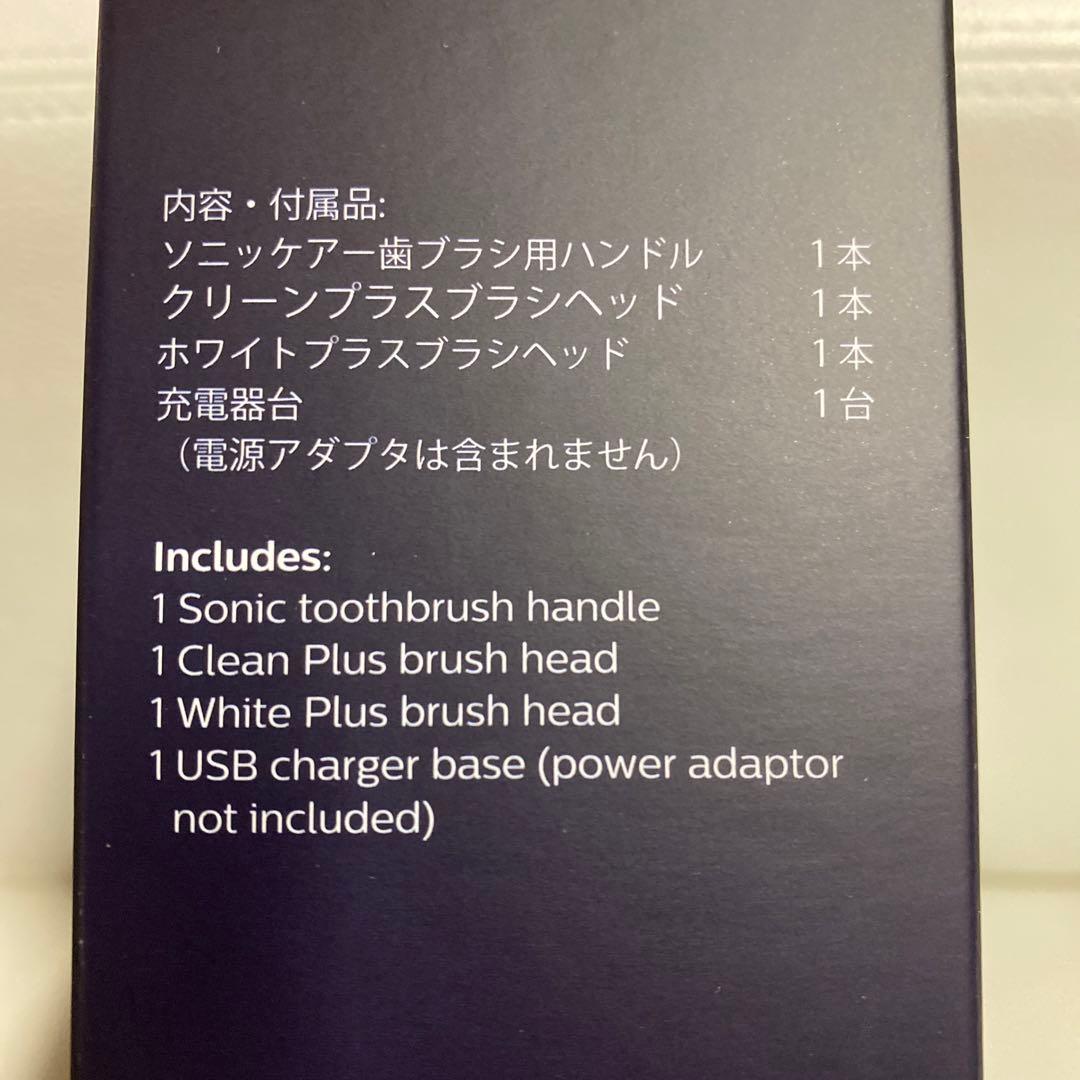 内容・付属品:
ソニッケアー歯ブラシ用ハンドル 1本
クリーンプラスブラシヘッド 1本
ホワイトプラスブラシヘッド 1本
充電器台 1台
（電源アダプタは含まれません）
Includes:
1 Sonic toothbrush handle
1 Clean Plus brush head
1 White Plus brush head
1 USB charger base (power adaptor
not included)